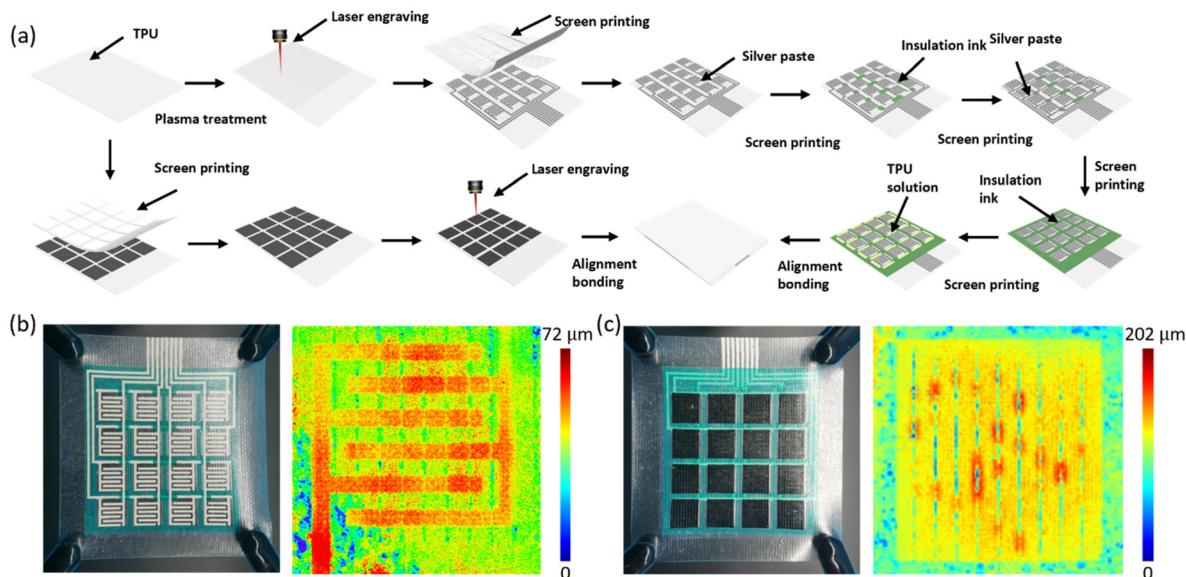 (a)
TPU
Laser engraving
Screen printing
Silver paste
Insulation ink
Silver paste
Plasma treatment
Screen printing
Screen printing
Screen printing
Laser engraving
TPU
solution
Insulation
ink
Screen
printing
Alignment
bonding
Alignment
bonding
Screen printing
(b)
72 μm
0
(c)
202 μm
0